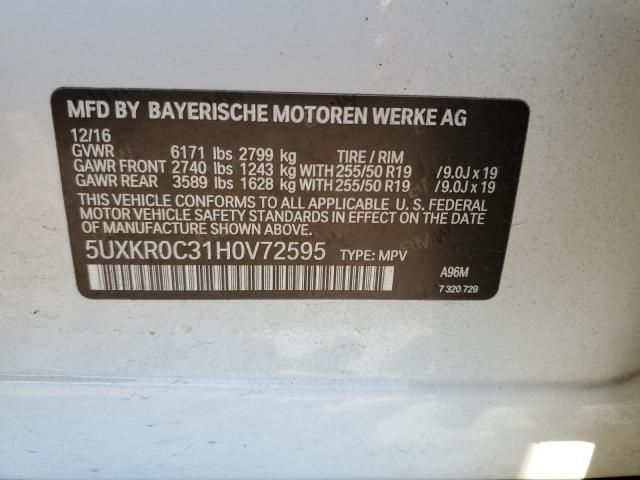 MFD BY BAYERISCHE MOTOREN WERKE AG
12/16
GVWR 6171 lbs 2799 kg TIRE / RIM
GAWR FRONT 2740 lbs 1243 kg WITH 255/50 R19 /9.0J x 19
GAWR REAR 3589 lbs 1628 kg WITH 255/50 R19 /9.0J x 19
THIS VEHICLE CONFORMS TO ALL APPLICABLE U. S. FEDERAL
MOTOR VEHICLE SAFETY STANDARDS IN EFFECT ON THE DATE
OF MANUFACTURE SHOWN ABOVE.
5UXKR0C31H0V72595 TYPE: MPV
A96M
7 320 729